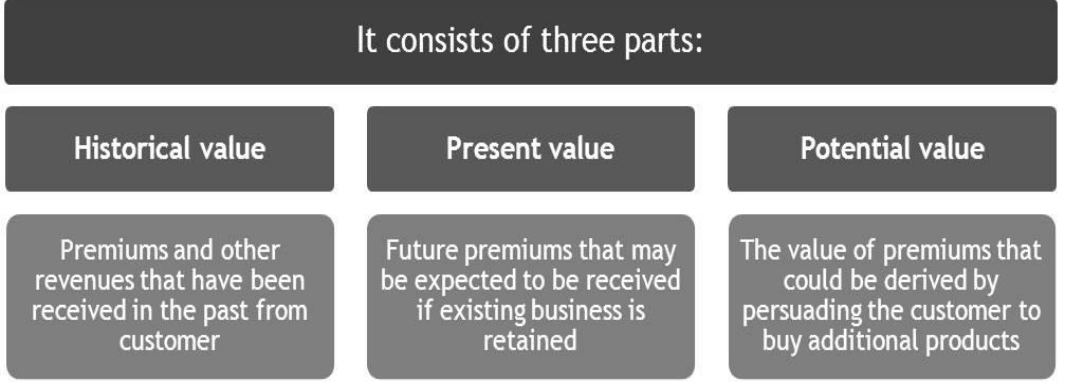 It consists of three parts:
Historical value
Present value
Potential value
Premiums and other
revenues that have been
received in the past from
customer
Future premiums that may
be expected to be received
if existing business is
retained
The value of premiums that
could be derived by
persuading the customer to
buy additional products